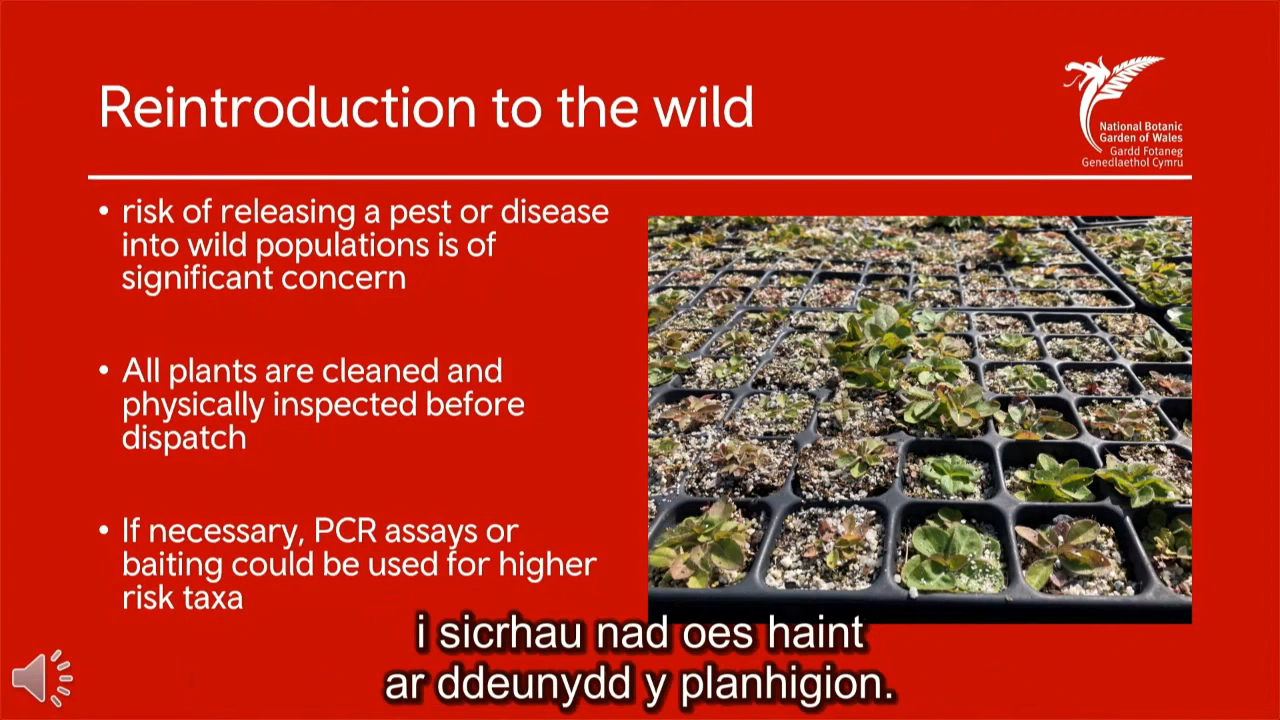 Reintroduction to the wild
National Botanic
Garden of Wales
Gardd Fotaneg
Genedlaethol Cymru
• risk of releasing a pest or disease
into wild populations is of
significant concern
• All plants are cleaned and
physically inspected before
dispatch
• If necessary, PCR assays or
baiting could be used for higher
risk taxa
i sicrhau nad oes haint
ar ddeunydd y planhigion.